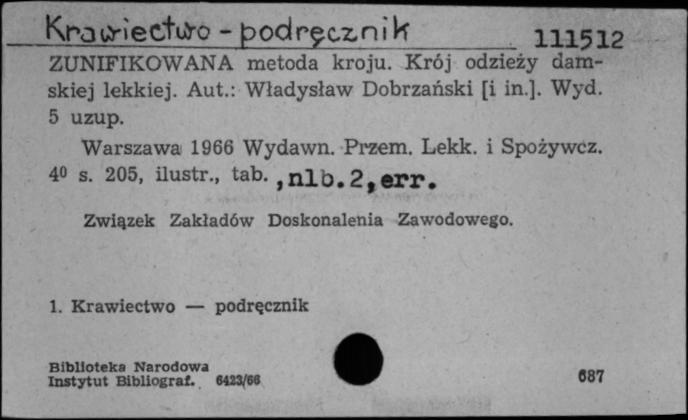 Krawiectwo - podręcznik 111512
ZUNIFIKOWANA metoda kroju. Krój odzieży dam-
skiej lekkiej. Aut.: Władysław Dobrzański [i in.]. Wyd.
5 uzup.
Warszawa 1966 Wydawn. Przem. Lekk. i Spożywcz.
4⁰ s. 205, ilustr., tab. , nlb. 2, err.
Związek Zakładów Doskonalenia Zawodowego.
1. Krawiectwo — podręcznik
Biblioteka Narodowa
Instytut Bibliograf. 6423/66 687